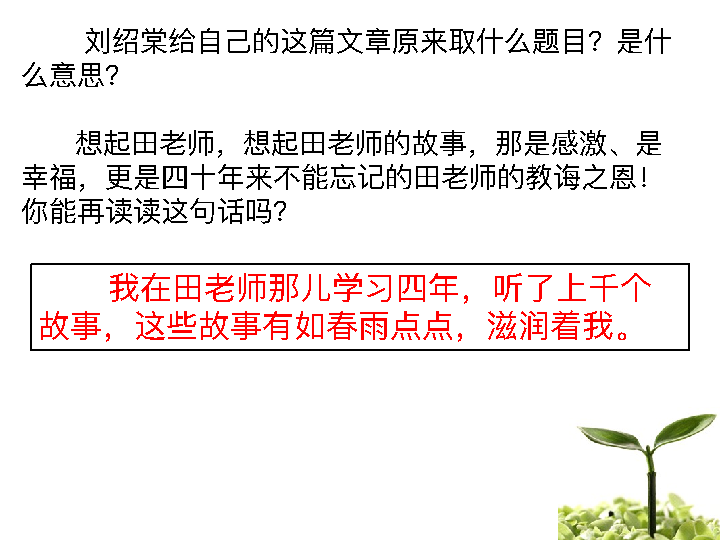 刘绍棠给自己的这篇文章原来取什么题目？是什
么意思？
想起田老师，想起田老师的故事，那是感激、是
幸福，更是四十年来不能忘记的田老师的教诲之恩！
你能再读读这句话吗？
我在田老师那儿学习四年，听了上千个
故事，这些故事有如春雨点点，滋润着我。